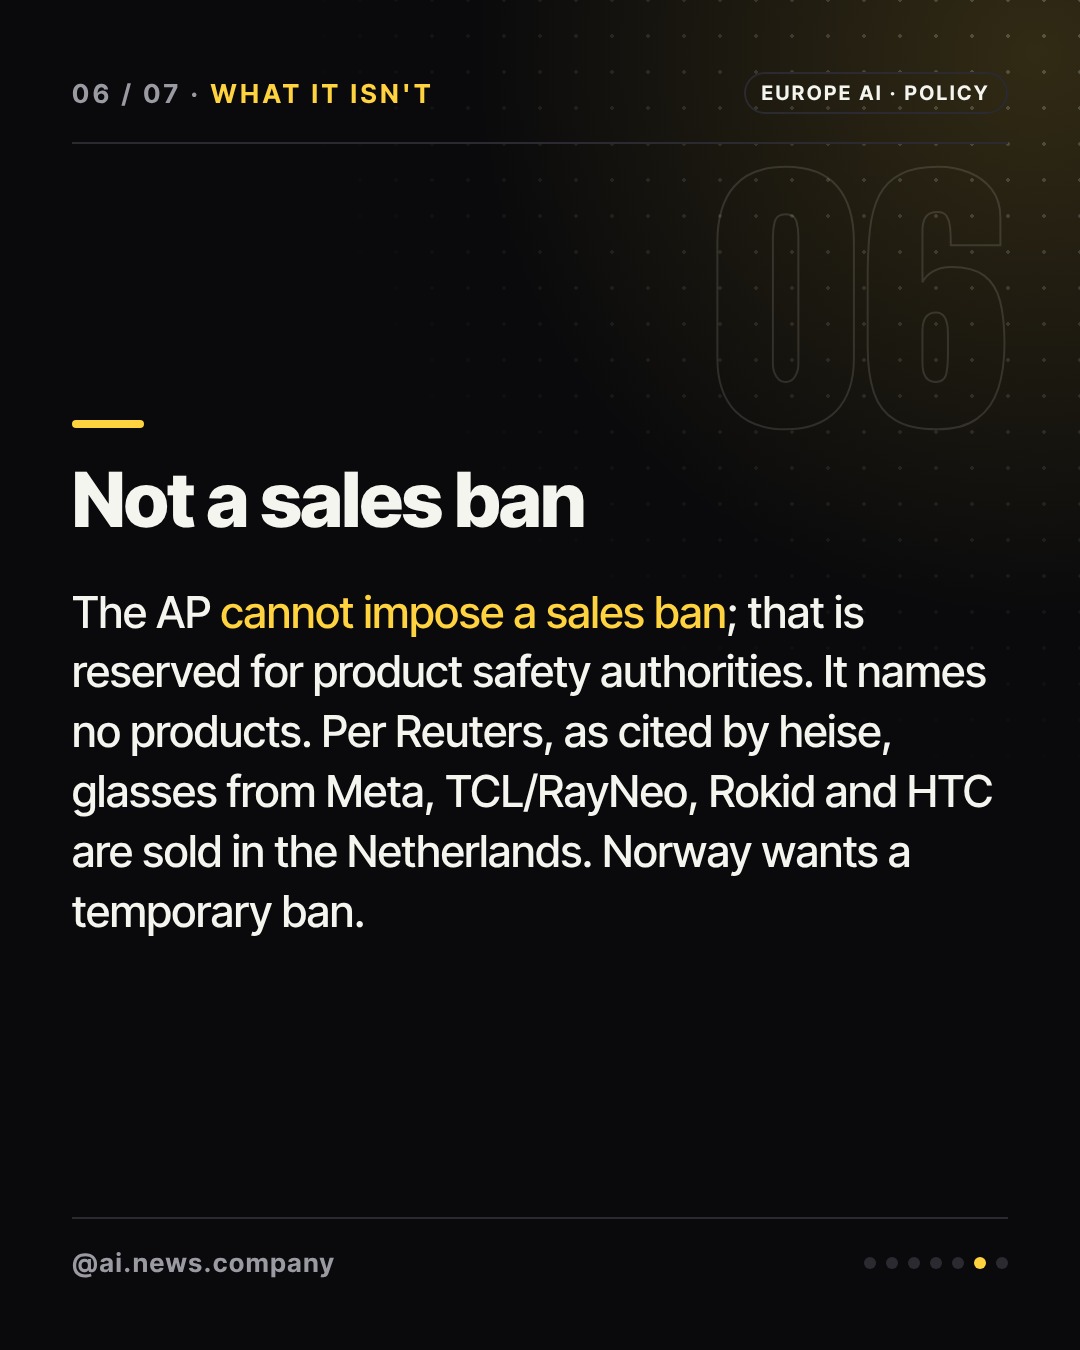 06 / 07 · WHAT IT ISN'T
EUROPE AI · POLICY
06
Not a sales ban
The AP cannot impose a sales ban; that is
reserved for product safety authorities. It names
no products. Per Reuters, as cited by heise,
glasses from Meta, TCL/RayNeo, Rokid and HTC
are sold in the Netherlands. Norway wants a
temporary ban.
@ai.news.company